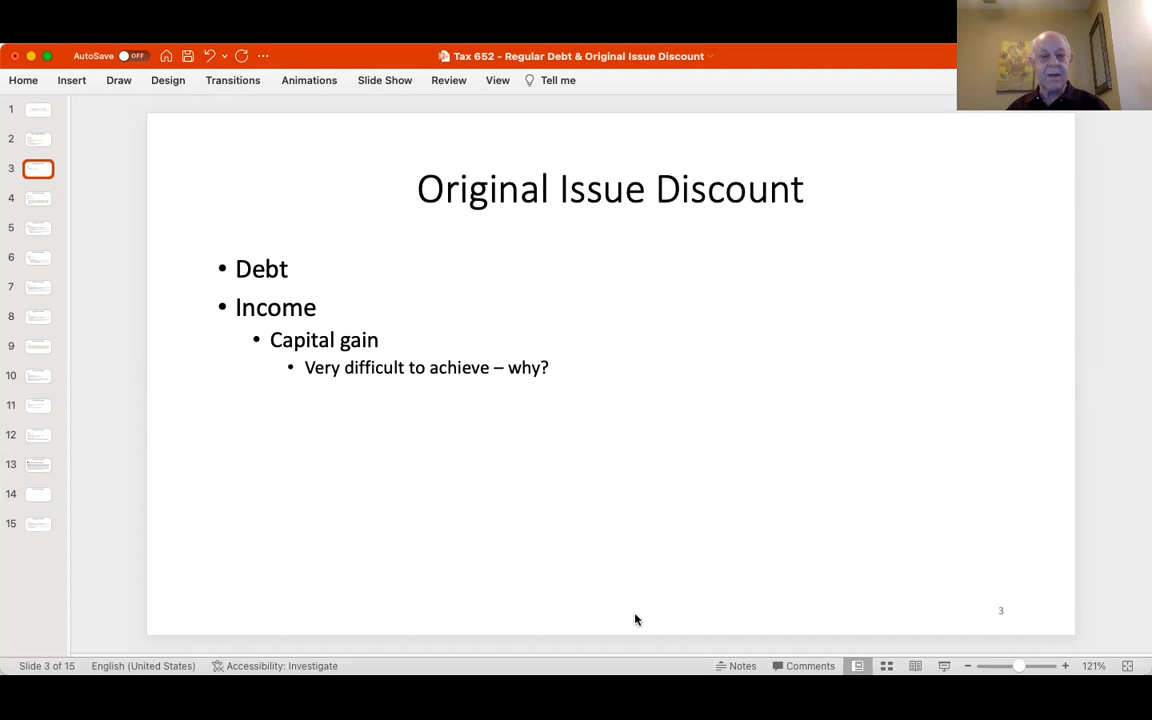 AutoSave OFF ...
Tax 652 - Regular Debt & Original Issue Discount
Home Insert Draw Design Transitions Animations Slide Show Review View Tell me
1
2
3
4
5
6
7
8
9
10
11
12
13
14
15
Original Issue Discount
• Debt
• Income
• Capital gain
• Very difficult to achieve – why?
3
Slide 3 of 15 English (United States) Accessibility: Investigate Notes Comments − + 121%